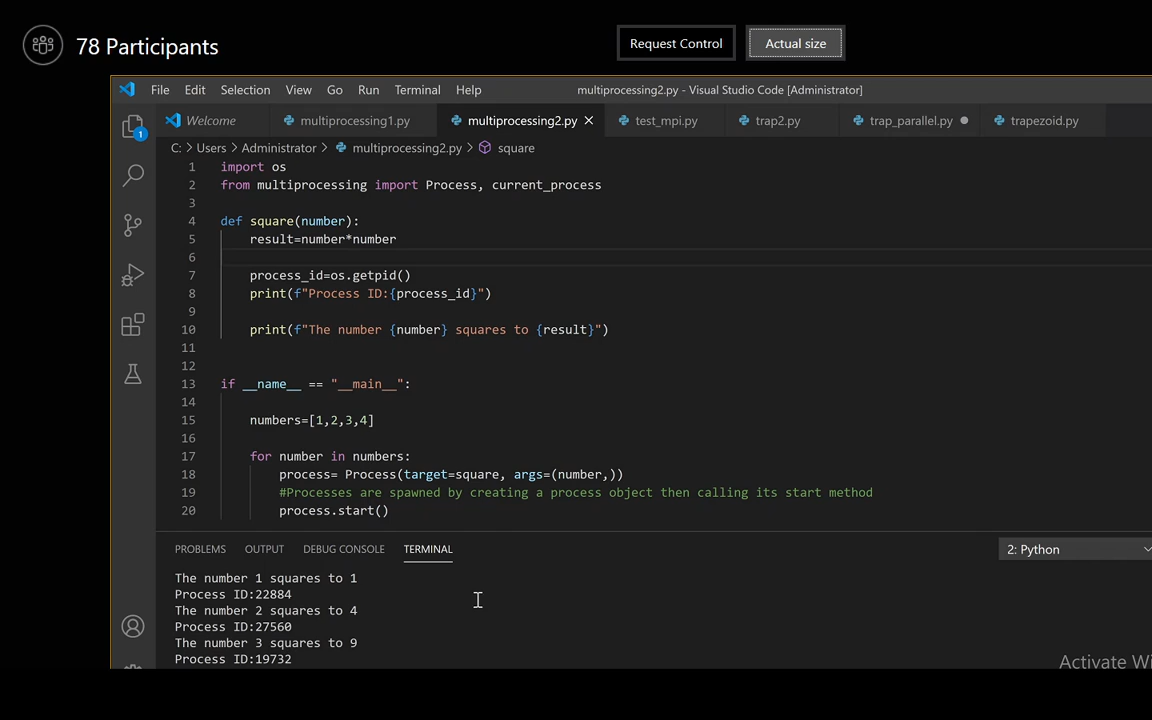 78 Participants
Request Control
Actual size
File Edit Selection View Go Run Terminal Help
multiprocessing2.py - Visual Studio Code [Administrator]
Welcome
multiprocessing1.py
multiprocessing2.py
test_mpi.py
trap2.py
trap_parallel.py
trapezoid.py
C: > Users > Administrator > multiprocessing2.py > square
1 import os
2 from multiprocessing import Process, current_process
3
4 def square(number):
5 result=number*number
6
7 process_id=os.getpid()
8 print(f"Process ID:{process_id}")
9
10 print(f"The number {number} squares to {result}")
11
12
13 if __name__ == "__main__":
14
15 numbers=[1,2,3,4]
16
17 for number in numbers:
18 process= Process(target=square, args=(number,))
19 #Processes are spawned by creating a process object then calling its start method
20 process.start()
1
PROBLEMS OUTPUT DEBUG CONSOLE TERMINAL
2: Python
The number 1 squares to 1
Process ID:22884
The number 2 squares to 4
Process ID:27560
The number 3 squares to 9
Process ID:19732
Activate Wi